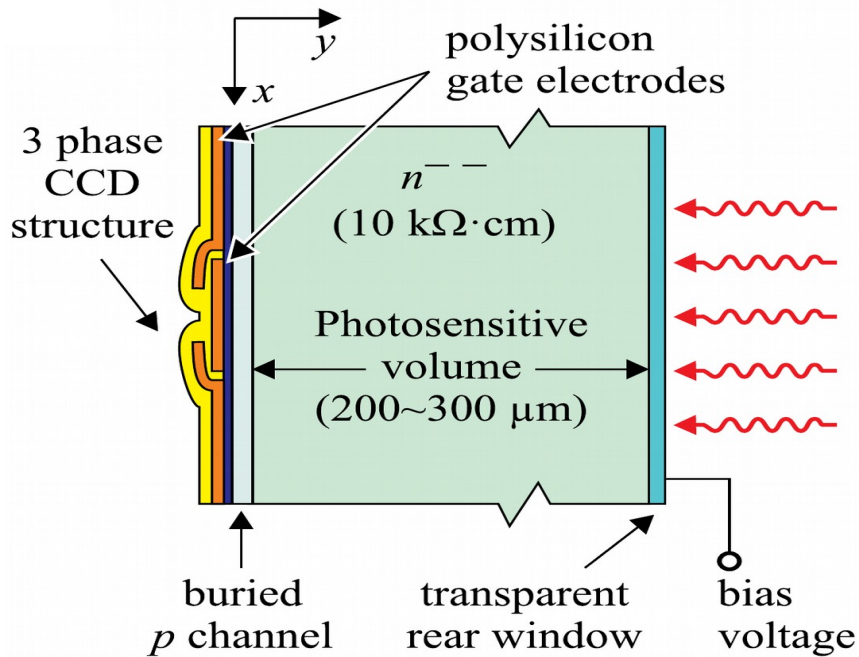 y
x
polysilicon
gate electrodes
3 phase
CCD
structure
n⁻ ⁻
(10 kΩ·cm)
Photosensitive
volume
(200~300 µm)
buried
p channel
transparent
rear window
bias
voltage